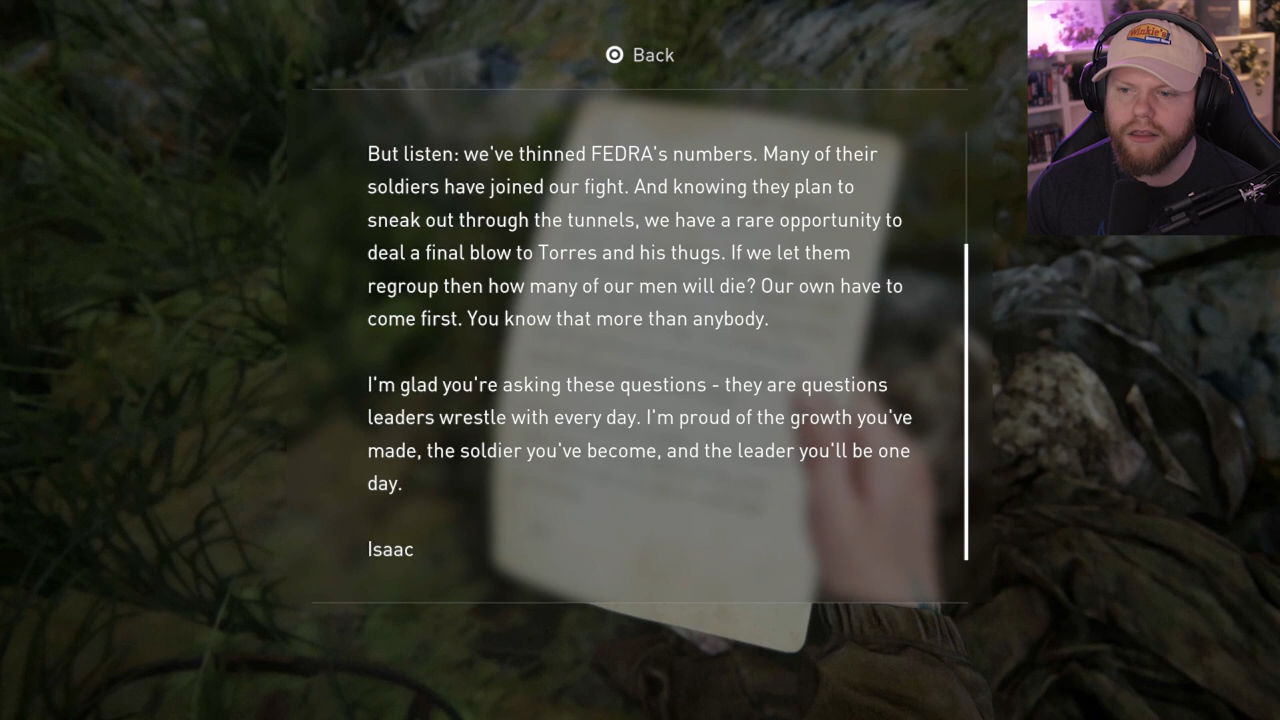 Back
But listen: we've thinned FEDRA's numbers. Many of their
soldiers have joined our fight. And knowing they plan to
sneak out through the tunnels, we have a rare opportunity to
deal a final blow to Torres and his thugs. If we let them
regroup then how many of our men will die? Our own have to
come first. You know that more than anybody.
I'm glad you're asking these questions - they are questions
leaders wrestle with every day. I'm proud of the growth you've
made, the soldier you've become, and the leader you'll be one
day.
Isaac